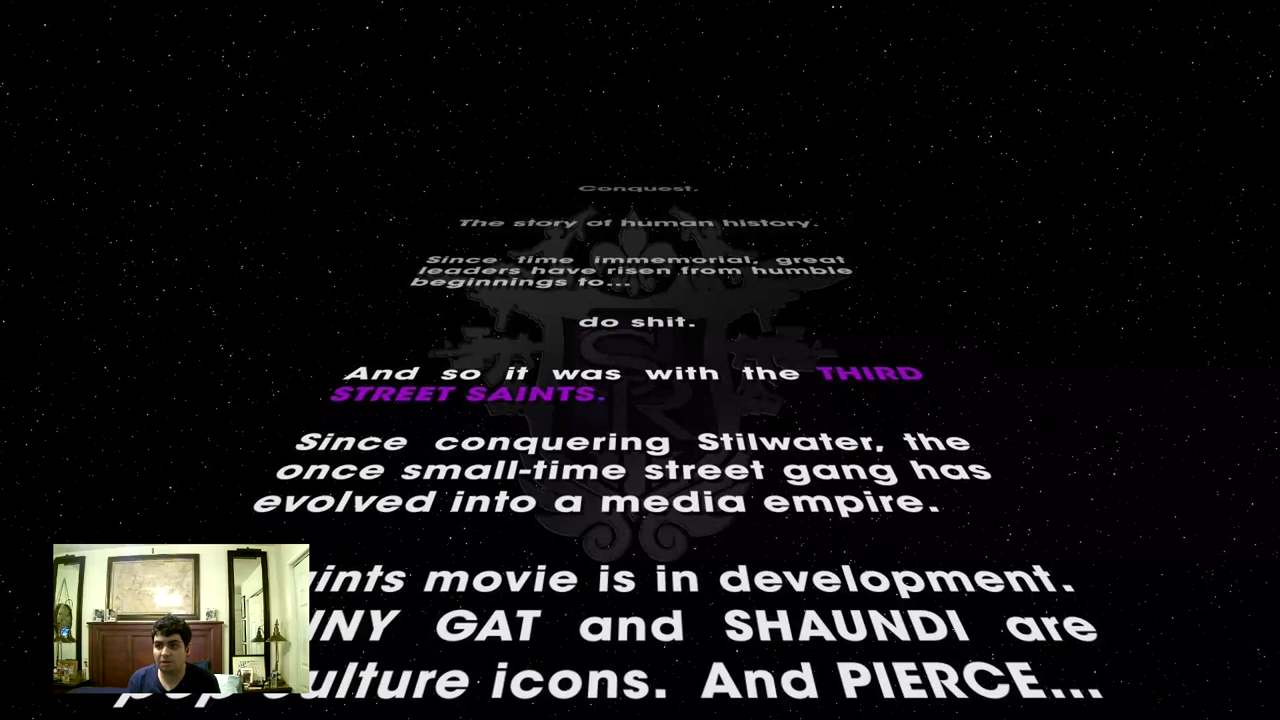 Conquest.
The story of human history.
Since time immemorial, great
leaders have risen from humble
beginnings to...
do shit.
And so it was with the THIRD
STREET SAINTS.
Since conquering Stilwater, the
once small-time street gang has
evolved into a media empire.
movie is in development.
GAT and SHAUNDI are
icons. And PIERCE...
SR